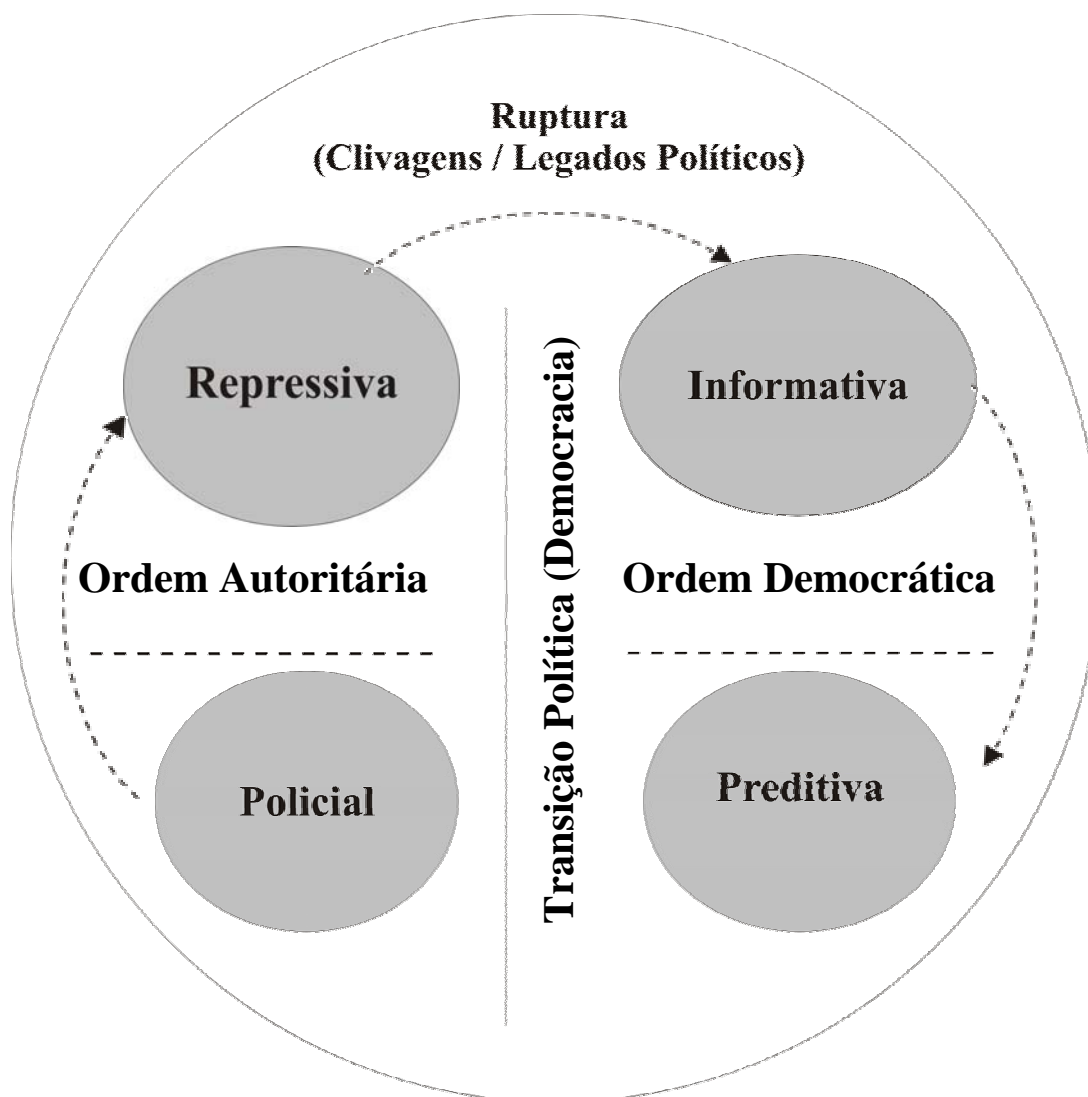 Ruptura
(Clivagens / Legados Políticos)
Repressiva
Informativa
Ordem Autoritária
Transição Política (Democracia)
Ordem Democrática
Policial
Preditiva